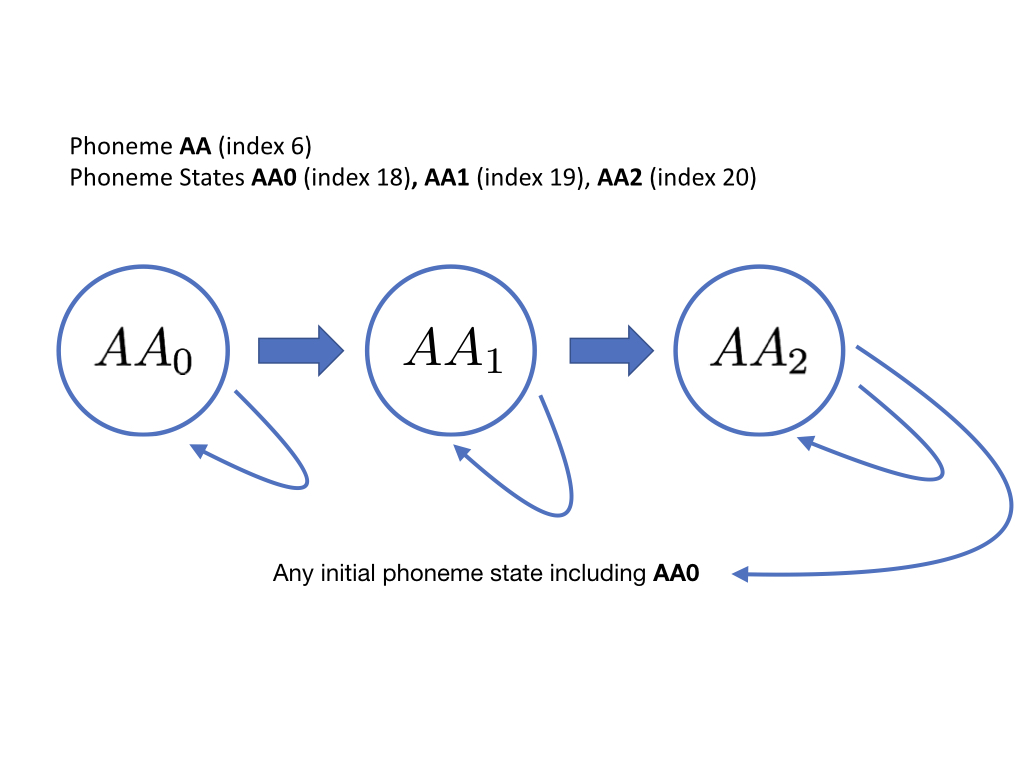 Phoneme AA (index 6)
Phoneme States AA0 (index 18), AA1 (index 19), AA2 (index 20)
AA₀ AA₁ AA₂
Any initial phoneme state including AA0